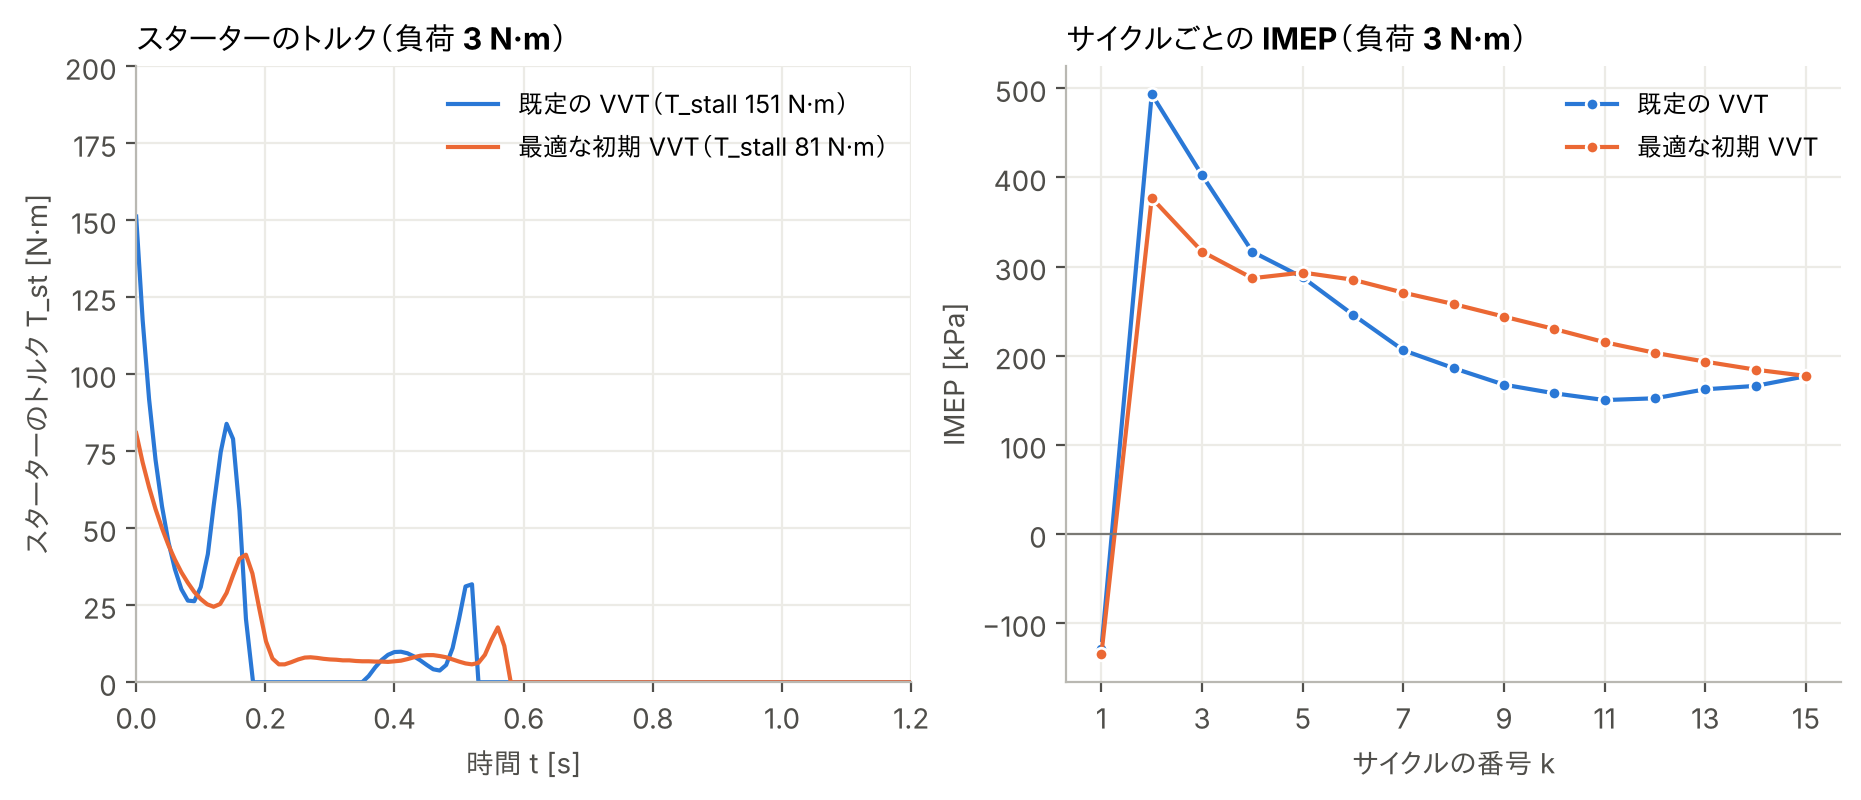 スターターのトルク（負荷 3 N·m）
スターターのトルク T_st [N·m]
200
175
150
125
100
75
50
25
0
既定の VVT（T_stall 151 N·m）
最適な初期 VVT（T_stall 81 N·m）
0.0 0.2 0.4 0.6 0.8 1.0 1.2
時間 t [s]
サイクルごとの IMEP（負荷 3 N·m）
IMEP [kPa]
500
400
300
200
100
0
−100
既定の VVT
最適な初期 VVT
1 3 5 7 9 11 13 15
サイクルの番号 k